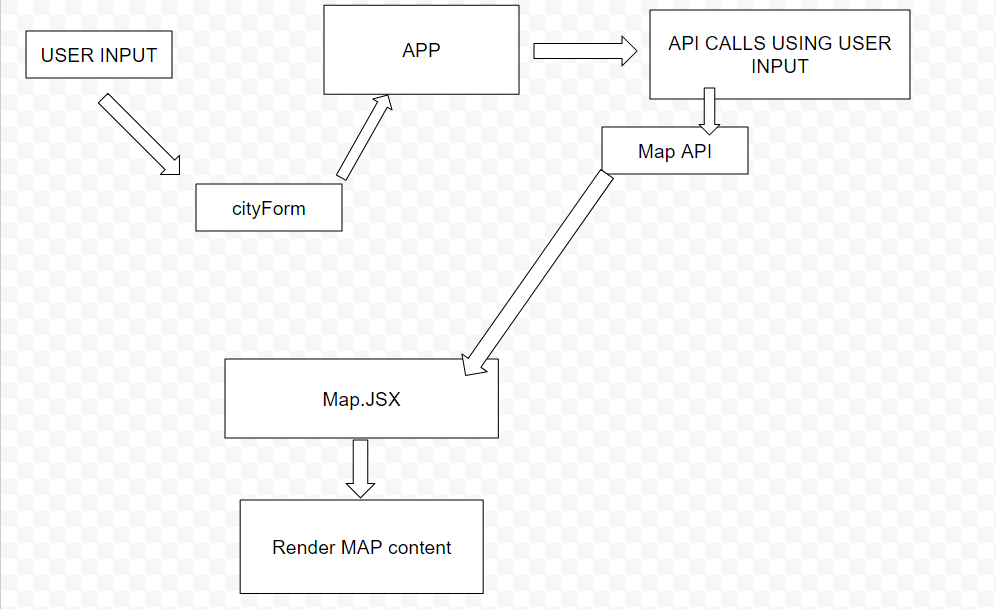 USER INPUT
APP
API CALLS USING USER
INPUT
Map API
cityForm
Map.JSX
Render MAP content